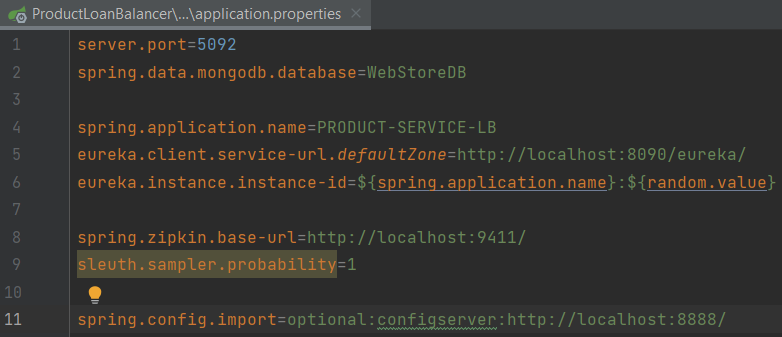 ProductLoanBalancer\...\application.properties
1 server.port=5092
2 spring.data.mongodb.database=WebStoreDB
3
4 spring.application.name=PRODUCT-SERVICE-LB
5 eureka.client.service-url.defaultZone=http://localhost:8090/eureka/
6 eureka.instance.instance-id=${spring.application.name}:${random.value}
7
8 spring.zipkin.base-url=http://localhost:9411/
9 sleuth.sampler.probability=1
10
11 spring.config.import=optional:configserver:http://localhost:8888/